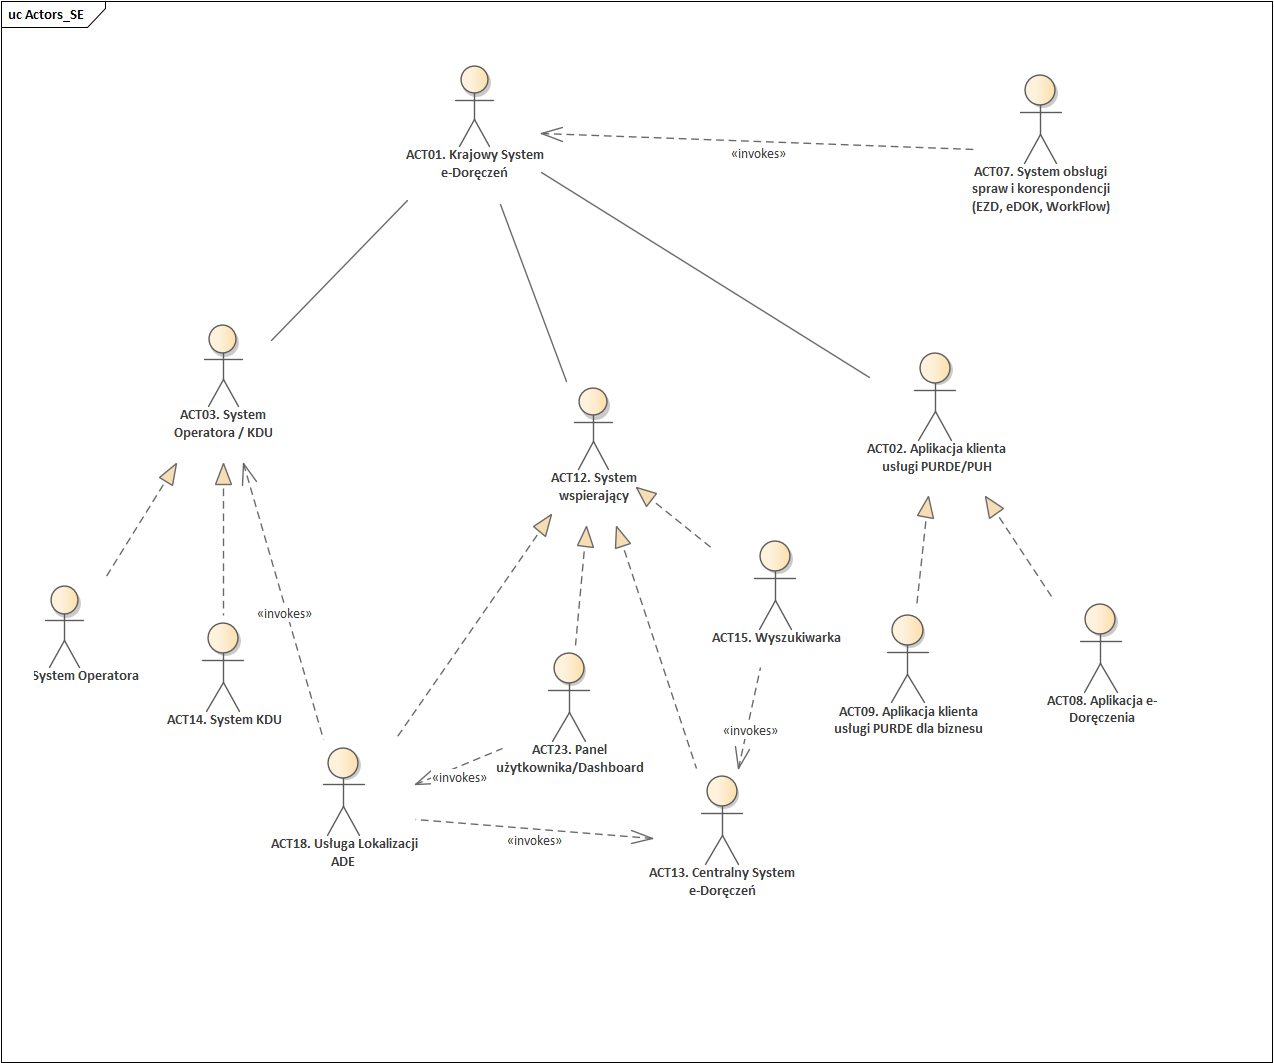 uc Actors_SE
ACT01. Krajowy System
e-Doręczeń
«invokes»
ACT07. System obsługi
spraw i korespondencji
(EZD, eDOK, WorkFlow)
ACT03. System
Operatora / KDU
ACT12. System
wspierający
ACT02. Aplikacja klienta
usługi PURDE/PUH
«invokes»
System Operatora
ACT14. System KDU
ACT15. Wyszukiwarka
ACT09. Aplikacja klienta
usługi PURDE dla biznesu
ACT08. Aplikacja e-
Doręczenia
«invokes»
ACT23. Panel
użytkownika/Dashboard
«invokes»
ACT18. Usługa Lokalizacji
ADE
«invokes»
ACT13. Centralny System
e-Doręczeń